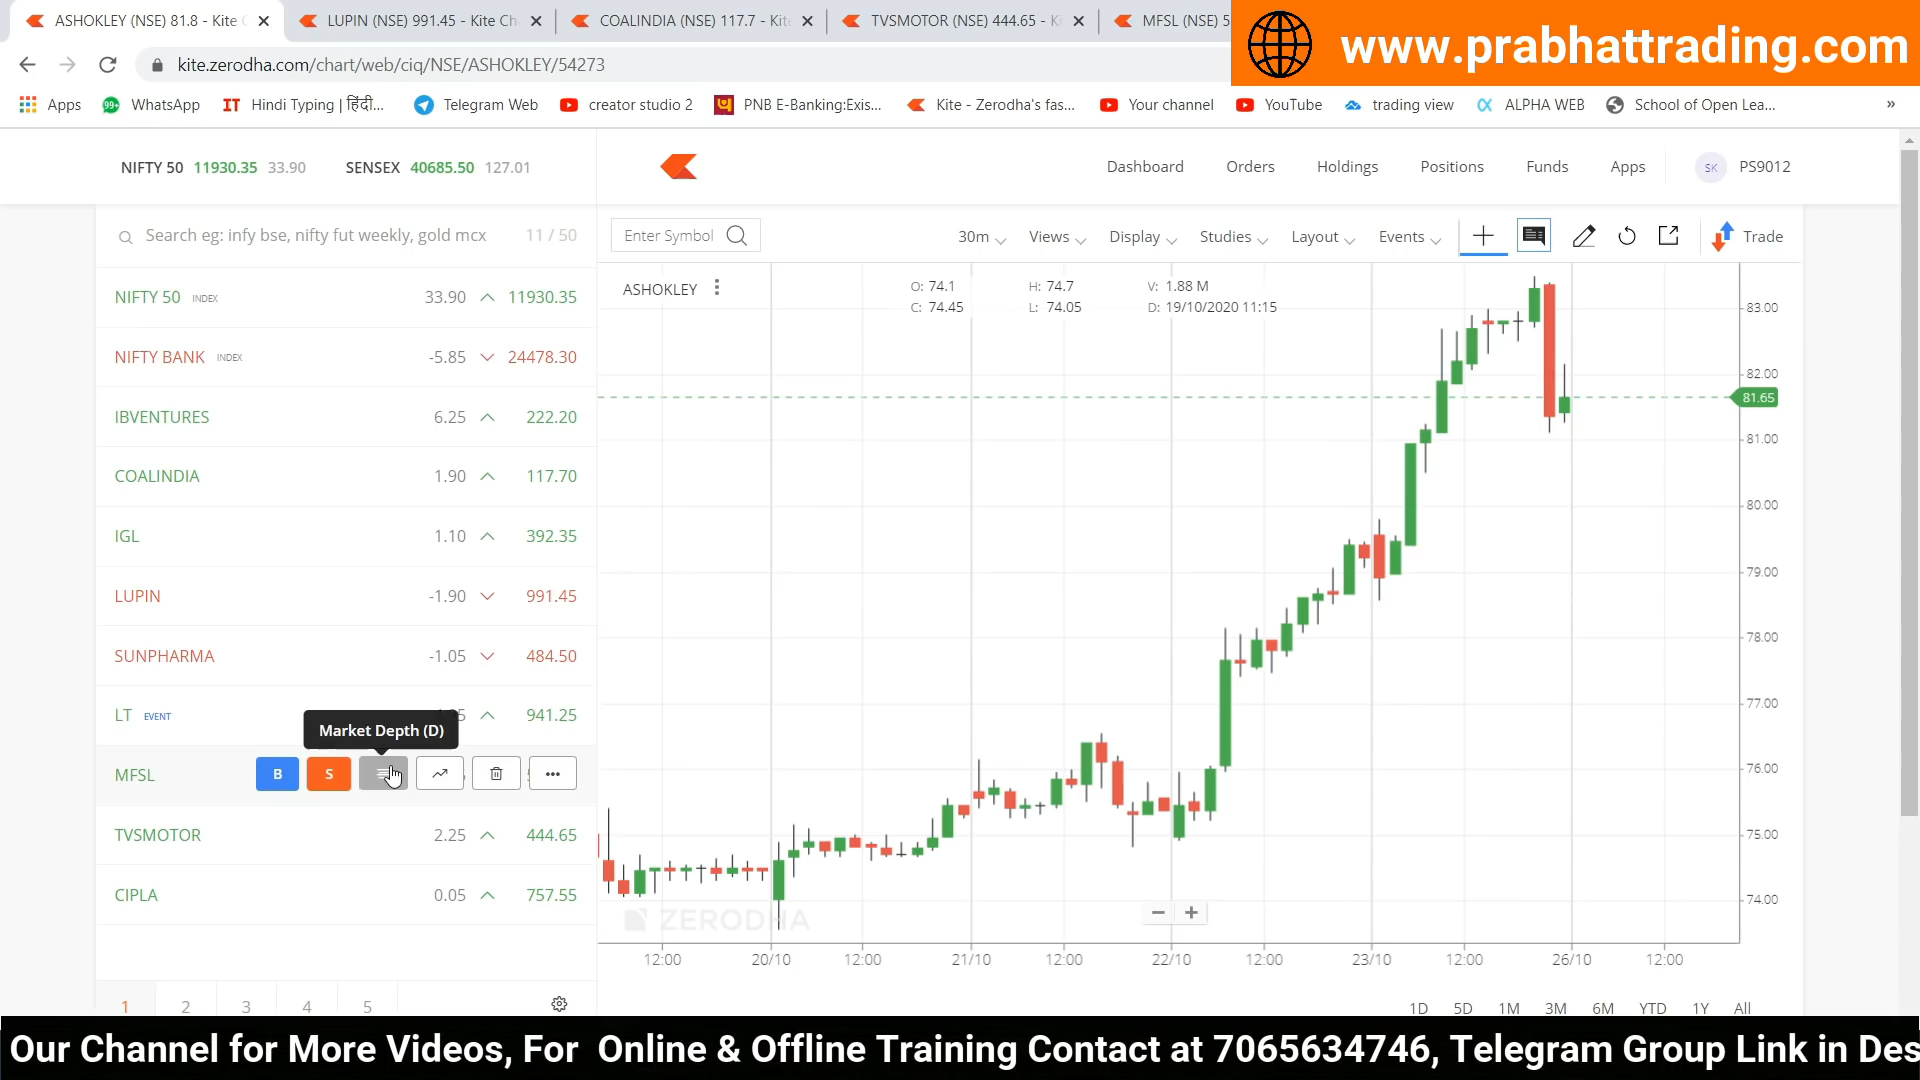 ASHOKLEY (NSE) 81.8 - Kite
LUPIN (NSE) 991.45 - Kite Ch
COALINDIA (NSE) 117.7 - Kite
TVSMOTOR (NSE) 444.65 - Ki
MFSL (NSE) 5
www.prabhattrading.com
kite.zerodha.com/chart/web/ciq/NSE/ASHOKLEY/54273
Apps
99+
WhatsApp
IT
Hindi Typing | हिंदी...
Telegram Web
creator studio 2
PNB E-Banking:Exis...
Kite - Zerodha's fas...
Your channel
YouTube
trading view
ALPHA WEB
School of Open Lea...
»
NIFTY 50 11930.35 33.90
SENSEX 40685.50 127.01
Dashboard
Orders
Holdings
Positions
Funds
Apps
SK
PS9012
Search eg: infy bse, nifty fut weekly, gold mcx
11 / 50
Enter Symbol
30m
Views
Display
Studies
Layout
Events
Trade
NIFTY 50 INDEX 33.90 11930.35
NIFTY BANK INDEX -5.85 24478.30
IBVENTURES 6.25 222.20
COALINDIA 1.90 117.70
IGL 1.10 392.35
LUPIN -1.90 991.45
SUNPHARMA -1.05 484.50
LT EVENT 941.25
Market Depth (D)
MFSL B S
TVSMOTOR 2.25 444.65
CIPLA 0.05 757.55
1 2 3 4 5
ASHOKLEY
O: 74.1 H: 74.7 V: 1.88 M
C: 74.45 L: 74.05 D: 19/10/2020 11:15
83.00
82.00
81.65
81.00
80.00
79.00
78.00
77.00
76.00
75.00
74.00
ZERODHA
12:00 20/10 12:00 21/10 12:00 22/10 12:00 23/10 12:00 26/10 12:00
1D 5D 1M 3M 6M YTD 1Y All
Our Channel for More Videos, For Online & Offline Training Contact at 7065634746, Telegram Group Link in Des